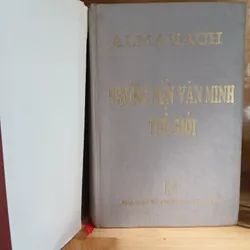 ALMANACH
NHỮNG NỀN VĂN MINH
THẾ GIỚI